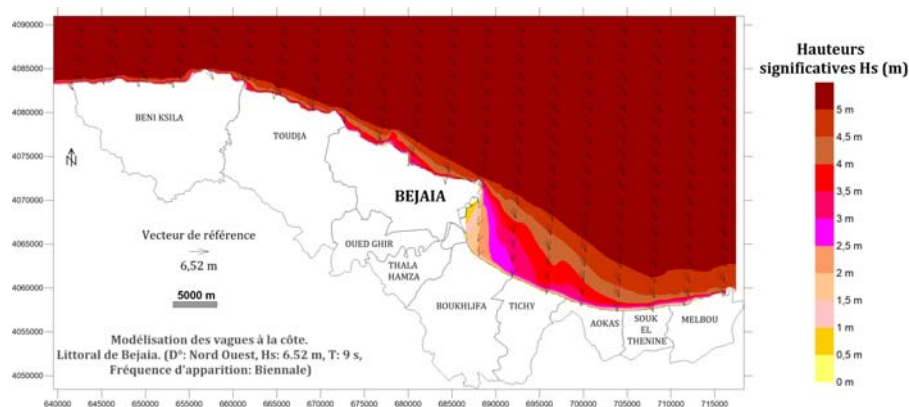 4090000
4085000
4080000
4075000
4070000
4065000
4060000
4055000
4050000
640000 645000 650000 655000 660000 665000 670000 675000 680000 685000 690000 695000 700000 705000 710000 715000
N
BENI KSILA
TOUDJA
BEJAIA
OUED GHIR
THALA
HAMZA
BOUKHLIFA
TICHY
AOKAS
SOUK
EL
THENINE
MELBOU
Vecteur de référence
6,52 m
5000 m
Modélisation des vagues à la côte.
Littoral de Bejaia. (D°: Nord Ouest, Hs: 6.52 m, T: 9 s,
Fréquence d'apparition: Biennale)
Hauteurs
significatives Hs (m)
5 m
4,5 m
4 m
3,5 m
3 m
2,5 m
2 m
1,5 m
1 m
0,5 m
0 m